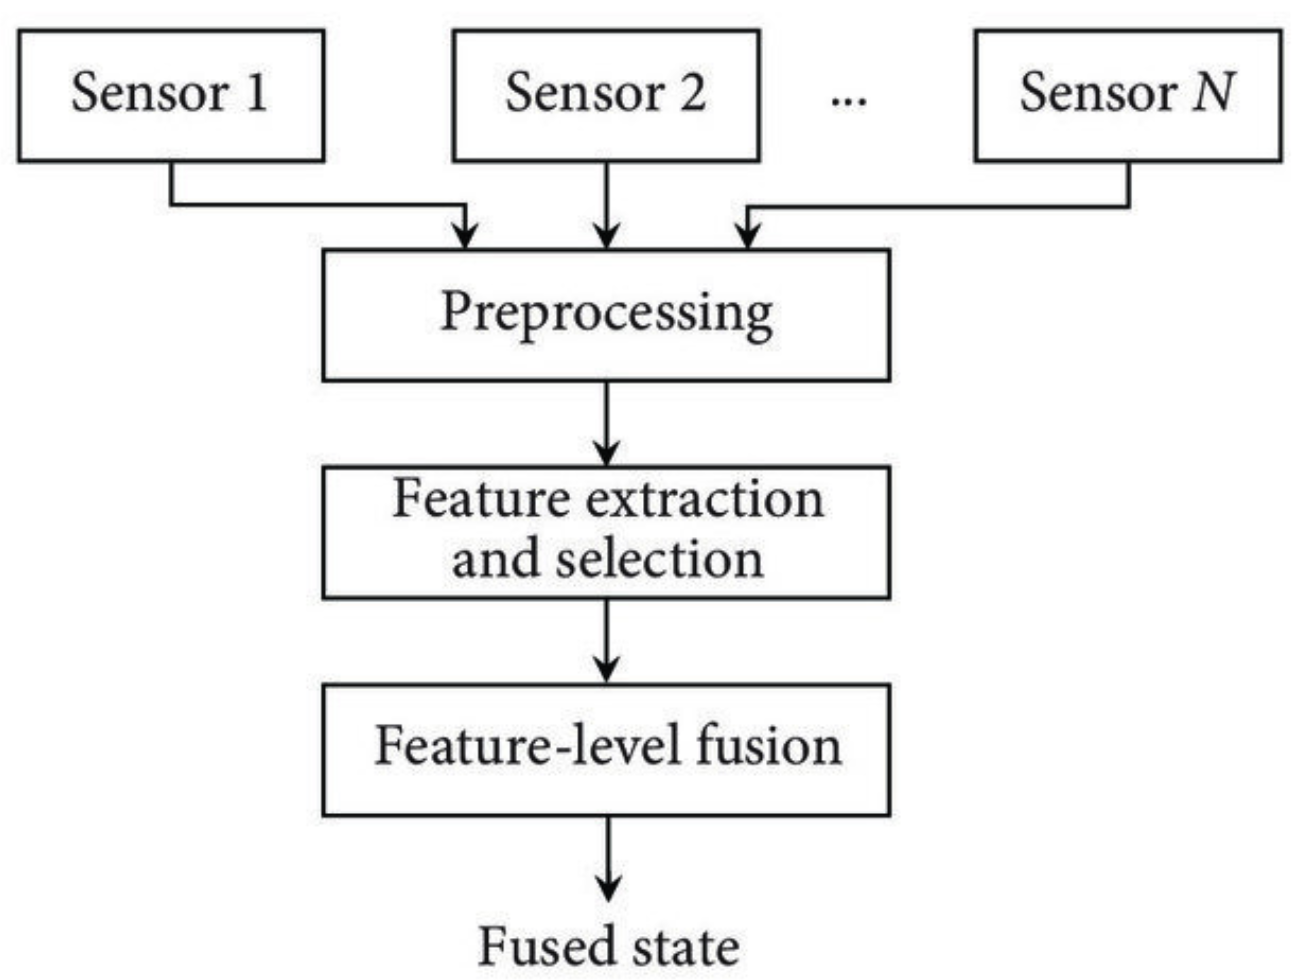 Sensor 1
Sensor 2
...
Sensor N
Preprocessing
Feature extraction
and selection
Feature-level fusion
Fused state